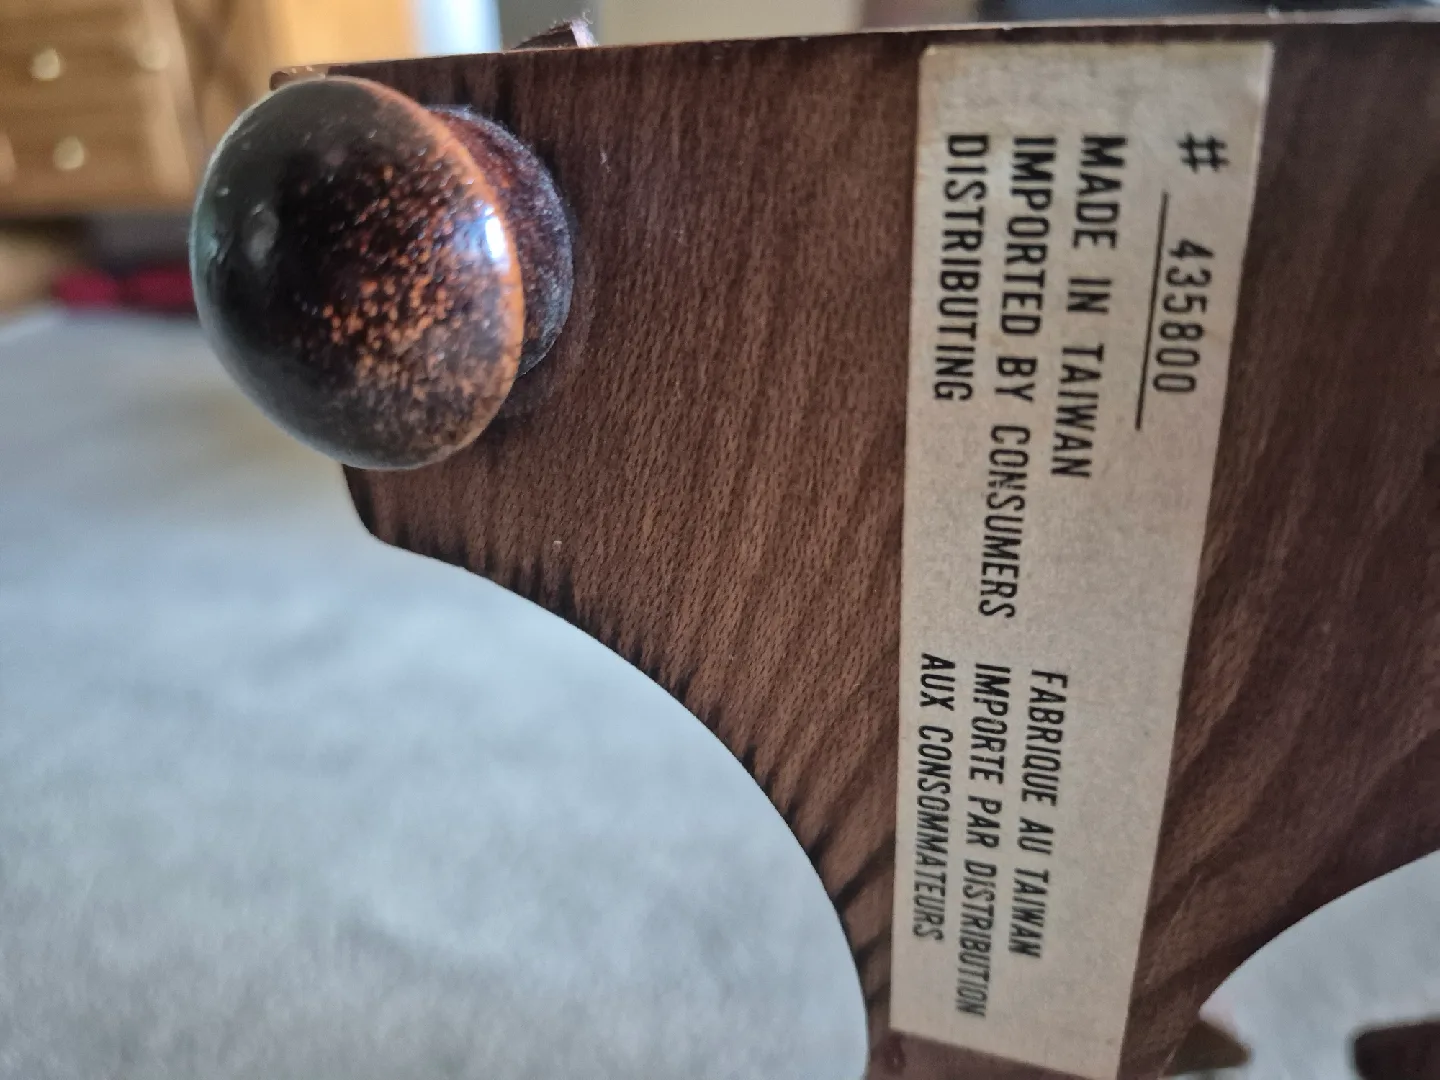 # 435800
MADE IN TAIWAN
IMPORTED BY CONSUMERS
DISTRIBUTING
FABRIQUE AU TAIWAN
IMPORTE PAR DISTRIBUTION
AUX CONSOMMATEURS